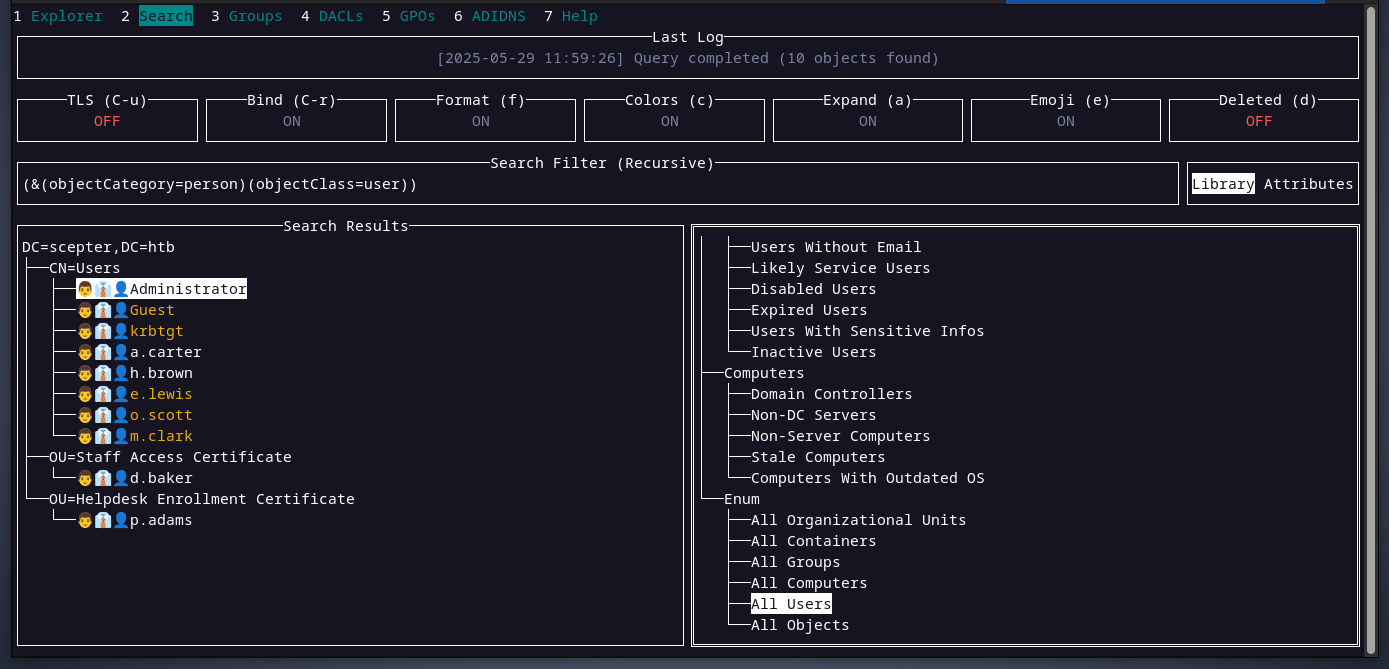 1 Explorer 2 Search 3 Groups 4 DACLs 5 GPOs 6 ADIDNS 7 Help
Last Log
[2025-05-29 11:59:26] Query completed (10 objects found)
TLS (C-u) Bind (C-r) Format (f) Colors (c) Expand (a) Emoji (e) Deleted (d)
OFF ON ON ON ON ON OFF
Search Filter (Recursive)
(&(objectCategory=person)(objectClass=user))
Library Attributes
Search Results
DC=scepter,DC=htb
CN=Users
Administrator
Guest
krbtgt
a.carter
h.brown
e.lewis
o.scott
m.clark
OU=Staff Access Certificate
d.baker
OU=Helpdesk Enrollment Certificate
p.adams
Users Without Email
Likely Service Users
Disabled Users
Expired Users
Users With Sensitive Infos
Inactive Users
Computers
Domain Controllers
Non-DC Servers
Non-Server Computers
Stale Computers
Computers With Outdated OS
Enum
All Organizational Units
All Containers
All Groups
All Computers
All Users
All Objects